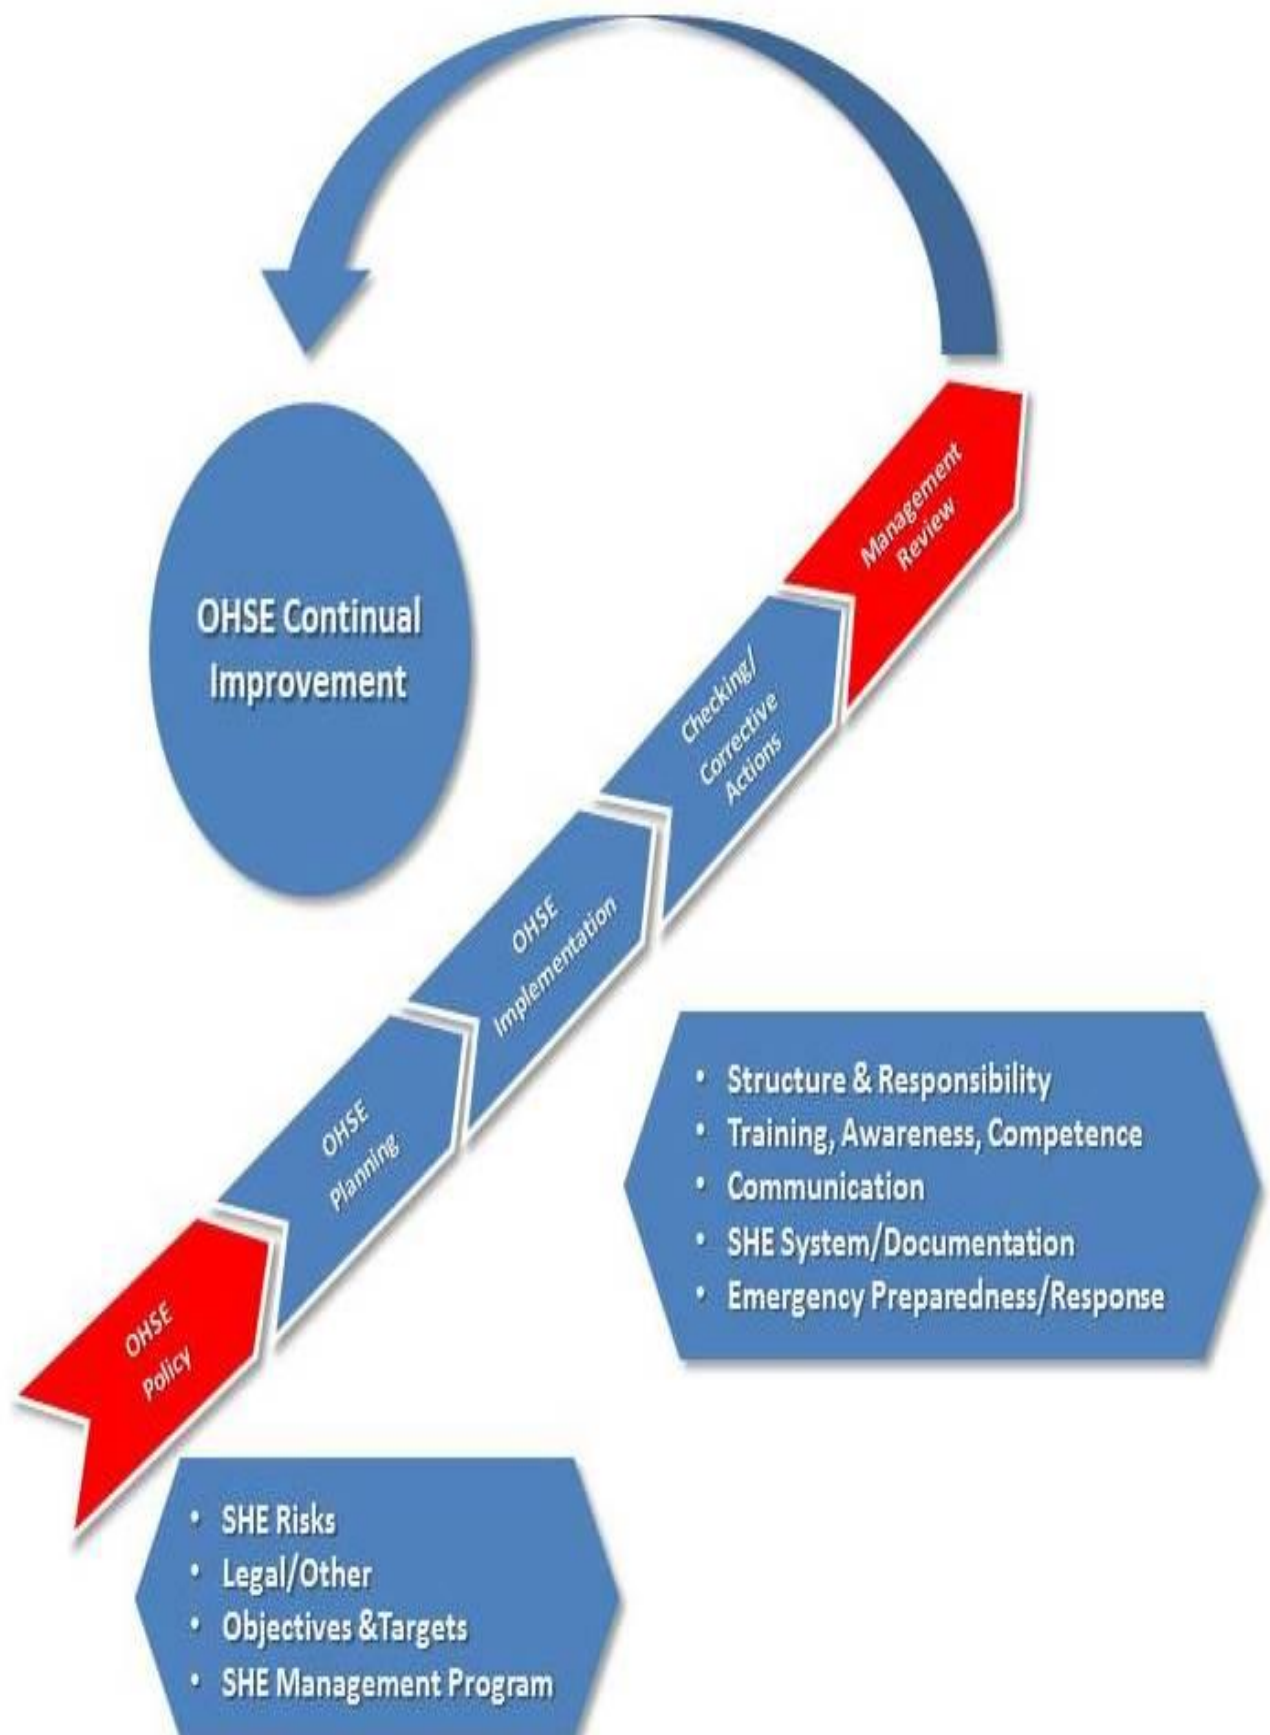 OHSE Continual
Improvement
Management
Review
Checking/
Corrective
Actions
OHSE
Implementation
OHSE
Planning
OHSE
Policy
• Structure & Responsibility
• Training, Awareness, Competence
• Communication
• SHE System/Documentation
• Emergency Preparedness/Response
• SHE Risks
• Legal/Other
• Objectives &Targets
• SHE Management Program